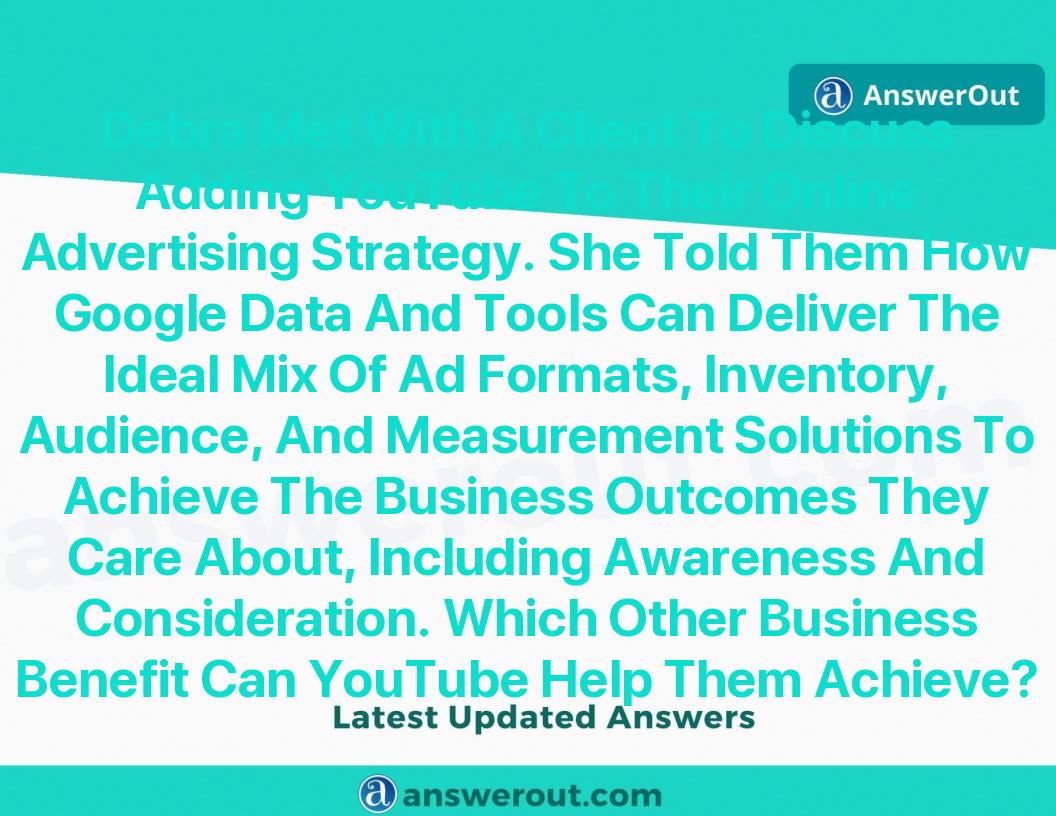 AnswerOut
Debra Met With A Client To Discuss
Adding YouTube To Their Online
Advertising Strategy. She Told Them How
Google Data And Tools Can Deliver The
Ideal Mix Of Ad Formats, Inventory,
Audience, And Measurement Solutions To
Achieve The Business Outcomes They
Care About, Including Awareness And
Consideration. Which Other Business
Benefit Can YouTube Help Them Achieve?
answerout.com
Latest Updated Answers
answerout.com